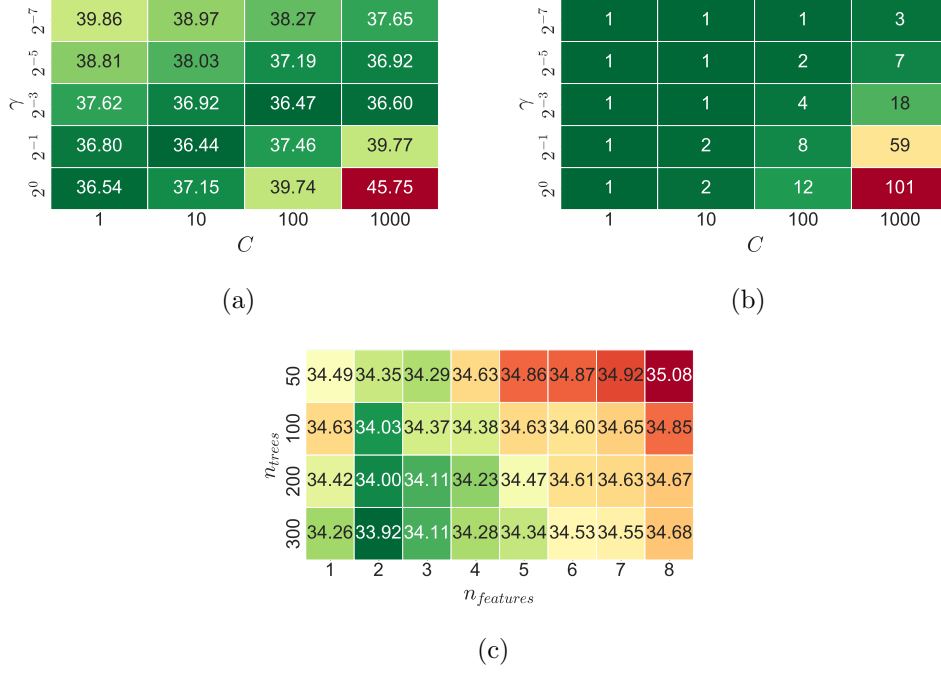 2^-7 39.86 38.97 38.27 37.65
2^-5 38.81 38.03 37.19 36.92
γ
2^-3 37.62 36.92 36.47 36.60
2^-1 36.80 36.44 37.46 39.77
2^0 36.54 37.15 39.74 45.75
1 10 100 1000
C
(a)
2^-7 1 1 1 3
2^-5 1 1 2 7
γ
2^-3 1 1 4 18
2^-1 1 2 8 59
2^0 1 2 12 101
1 10 100 1000
C
(b)
50 34.49 34.35 34.29 34.63 34.86 34.87 34.92 35.08
100 34.63 34.03 34.37 34.38 34.63 34.60 34.65 34.85
n_trees
200 34.42 34.00 34.11 34.23 34.47 34.61 34.63 34.67
300 34.26 33.92 34.11 34.28 34.34 34.53 34.55 34.68
1 2 3 4 5 6 7 8
n_features
(c)